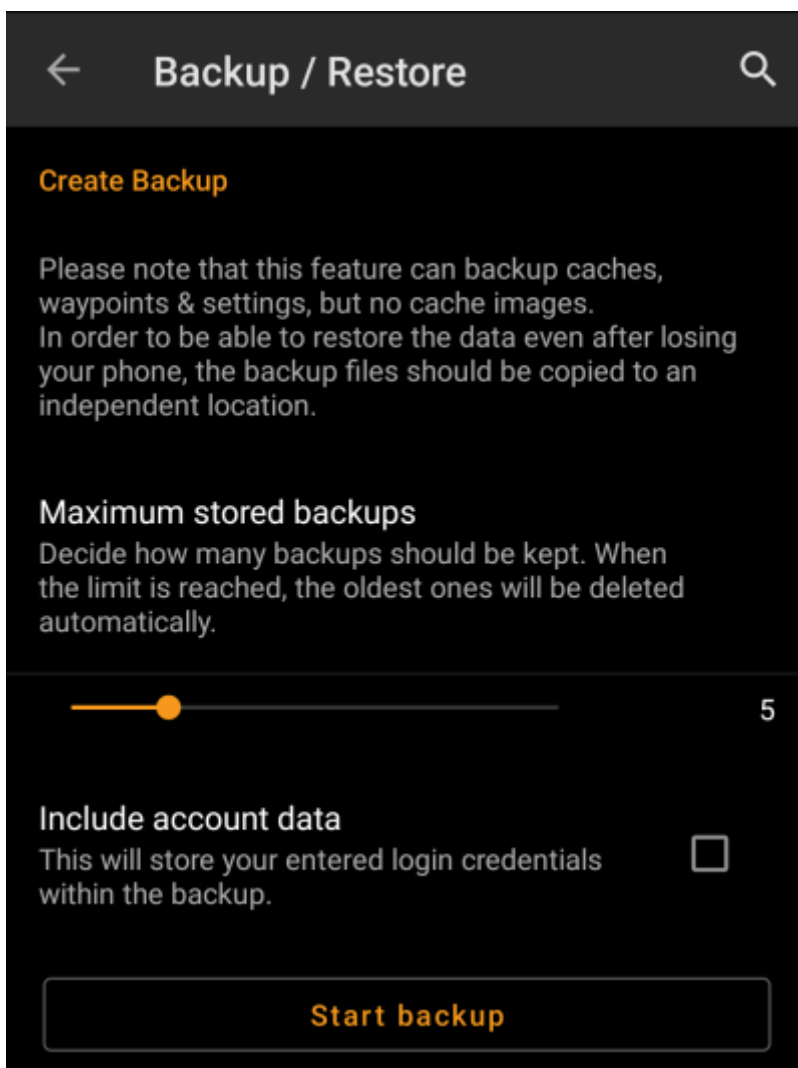 Backup / Restore
Create Backup
Please note that this feature can backup caches,
waypoints & settings, but no cache images.
In order to be able to restore the data even after losing
your phone, the backup files should be copied to an
independent location.
Maximum stored backups
Decide how many backups should be kept. When
the limit is reached, the oldest ones will be deleted
automatically.
5
Include account data
This will store your entered login credentials
within the backup.
Start backup